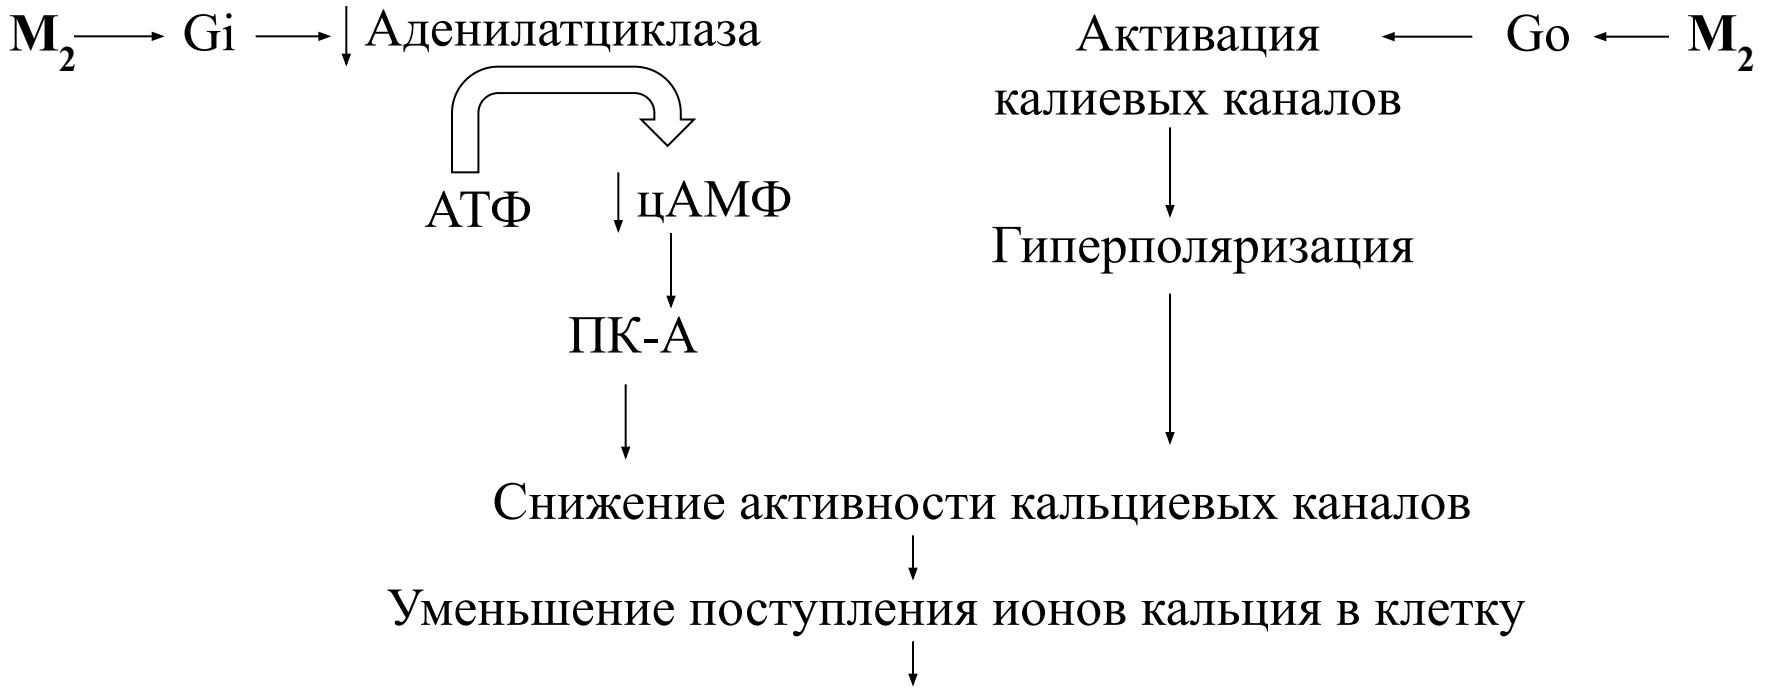 M2 Gi Аденилатциклаза Активация Go M2
калиевых каналов
АТФ цАМФ
Гиперполяризация
ПК-А
Снижение активности кальциевых каналов
Уменьшение поступления ионов кальция в клетку